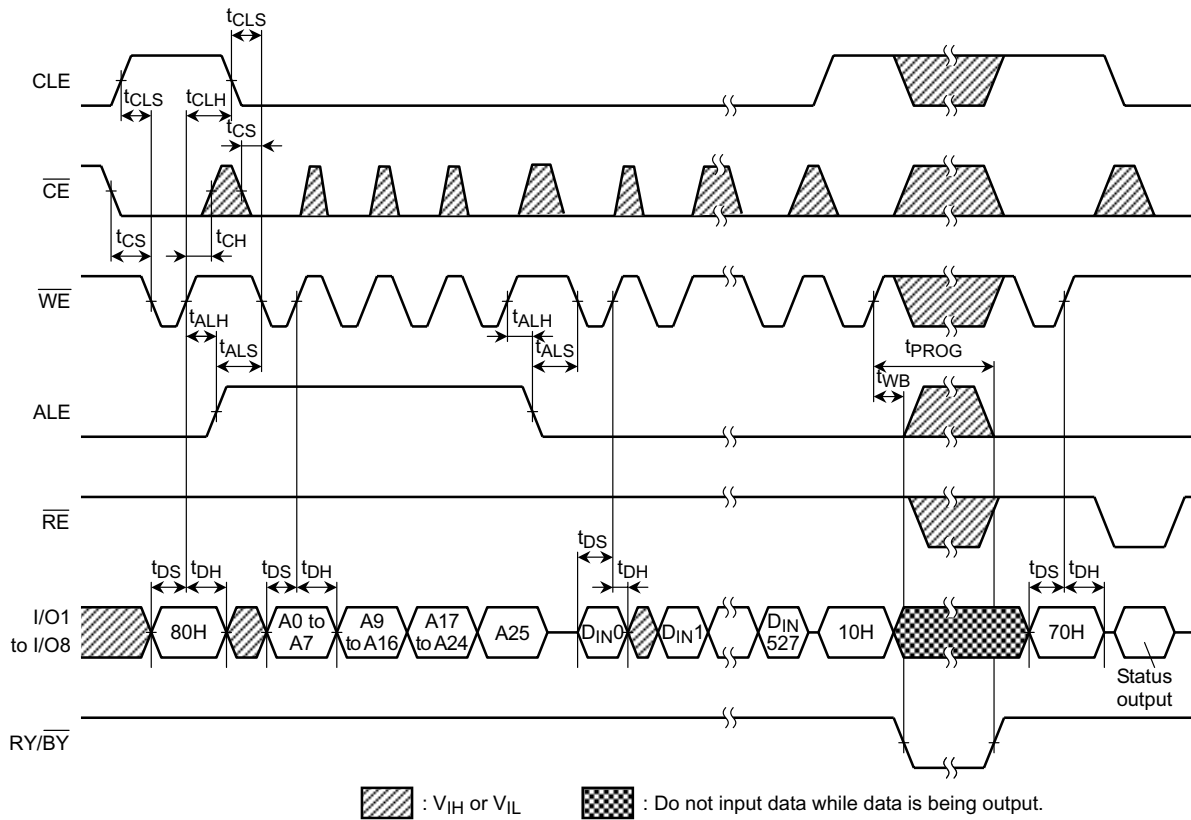 tCLS
CLE
tCLS
tCLH
tCS
CE
tCS
tCH
WE
tALH
tALS
tALH
tALS
tPROG
tWB
ALE
RE
tDS
tDH
tDS
tDH
tDS
tDH
tDS
tDH
I/O1
to I/O8
80H
A0 to
A7
A9
to A16
A17
to A24
A25
DIN0
DIN1
DIN
527
10H
70H
Status
output
RY/BY
: VIH or VIL
: Do not input data while data is being output.